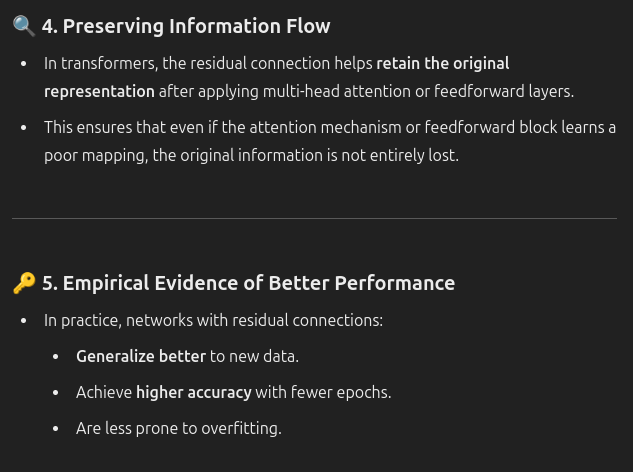 🔍 4. Preserving Information Flow
• In transformers, the residual connection helps retain the original
representation after applying multi-head attention or feedforward layers.
• This ensures that even if the attention mechanism or feedforward block learns a
poor mapping, the original information is not entirely lost.
🔑 5. Empirical Evidence of Better Performance
• In practice, networks with residual connections:
• Generalize better to new data.
• Achieve higher accuracy with fewer epochs.
• Are less prone to overfitting.